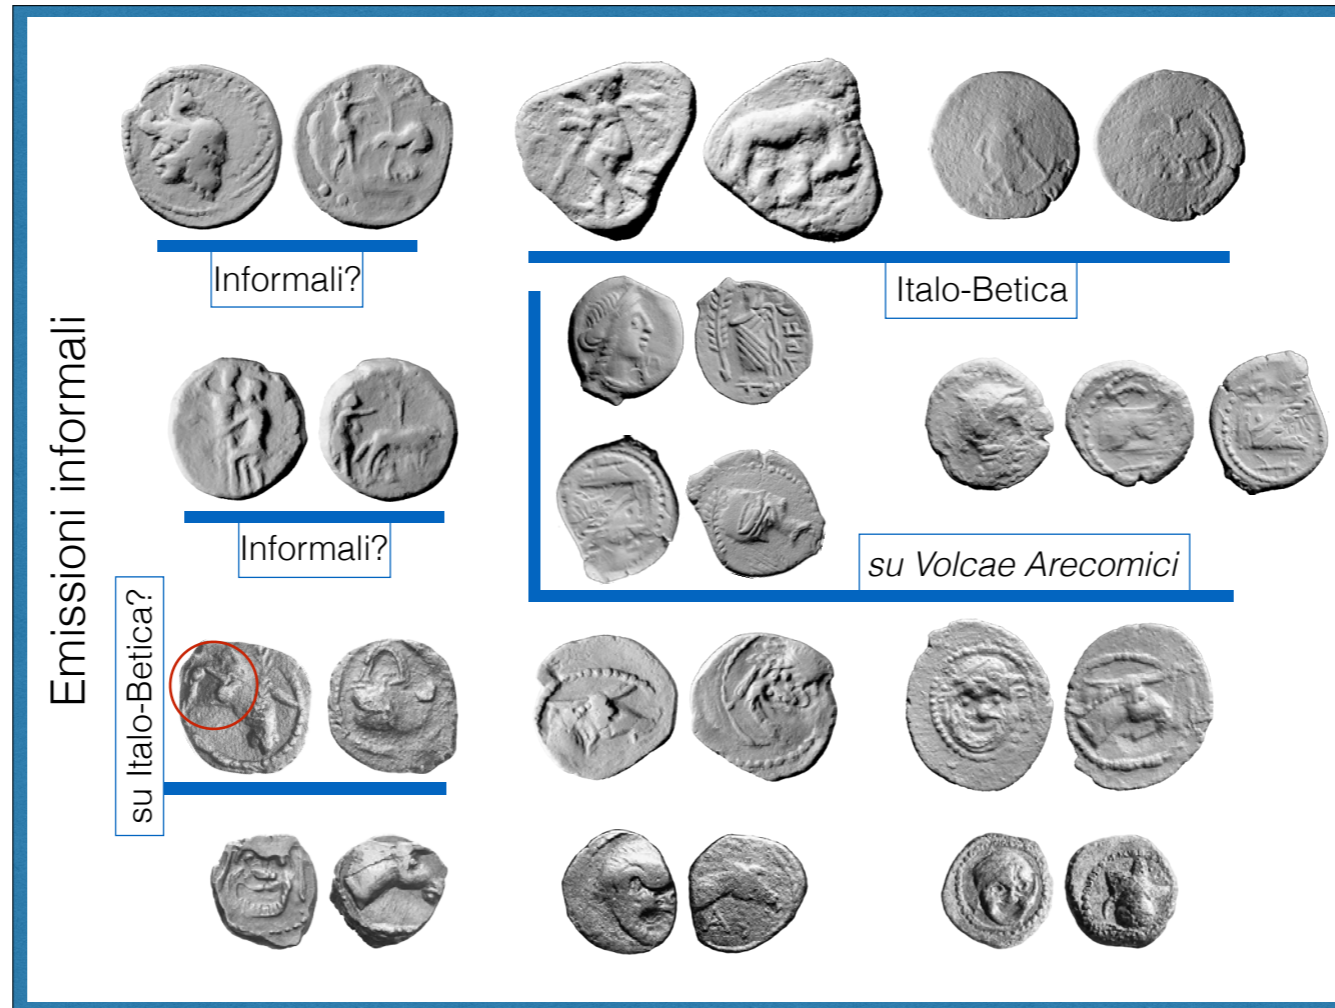 Emissioni informali
Informali?
Italo-Betica
Informali?
su Volcae Arecomici
su Italo-Betica?